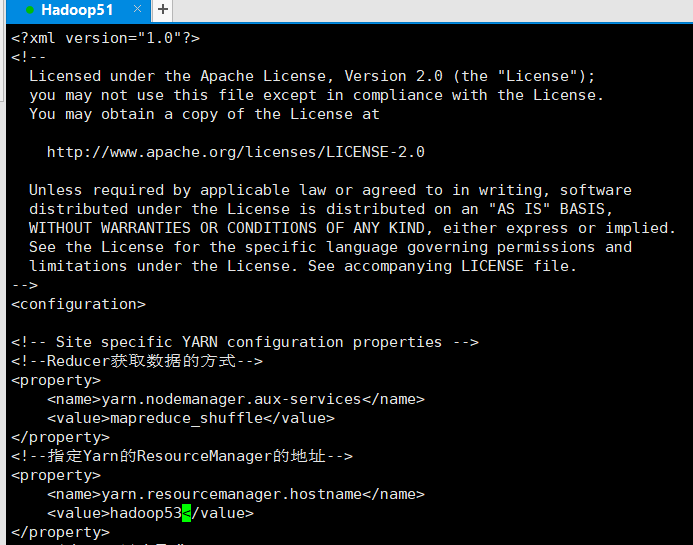 Hadoop51
<?xml version="1.0"?>
<!--
  Licensed under the Apache License, Version 2.0 (the "License");
  you may not use this file except in compliance with the License.
  You may obtain a copy of the License at

    http://www.apache.org/licenses/LICENSE-2.0

  Unless required by applicable law or agreed to in writing, software
  distributed under the License is distributed on an "AS IS" BASIS,
  WITHOUT WARRANTIES OR CONDITIONS OF ANY KIND, either express or implied.
  See the License for the specific language governing permissions and
  limitations under the License. See accompanying LICENSE file.
-->
<configuration>

<!-- Site specific YARN configuration properties -->
<!--Reducer获取数据的方式-->
<property>
    <name>yarn.nodemanager.aux-services</name>
    <value>mapreduce_shuffle</value>
</property>
<!--指定Yarn的ResourceManager的地址-->
<property>
    <name>yarn.resourcemanager.hostname</name>
    <value>hadoop53</value>
</property>